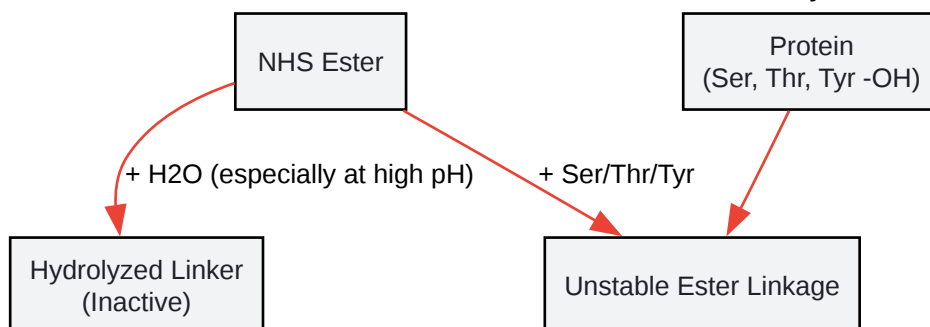 NHS Ester
Protein
(Ser, Thr, Tyr -OH)
+ H2O (especially at high pH)
+ Ser/Thr/Tyr
Hydrolyzed Linker
(Inactive)
Unstable Ester Linkage